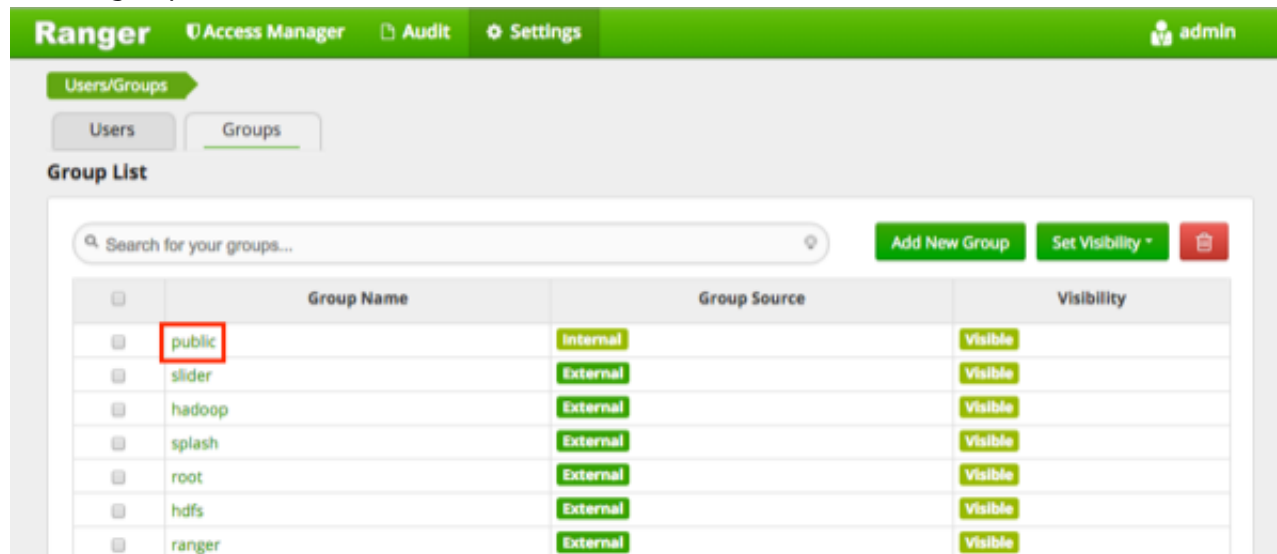 Ranger Access Manager Audit Settings admin
Users/Groups
Users Groups
Group List
Search for your groups... Add New Group Set Visibility
Group Name Group Source Visibility
public Internal Visible
slider External Visible
hadoop External Visible
splash External Visible
root External Visible
hdfs External Visible
ranger External Visible